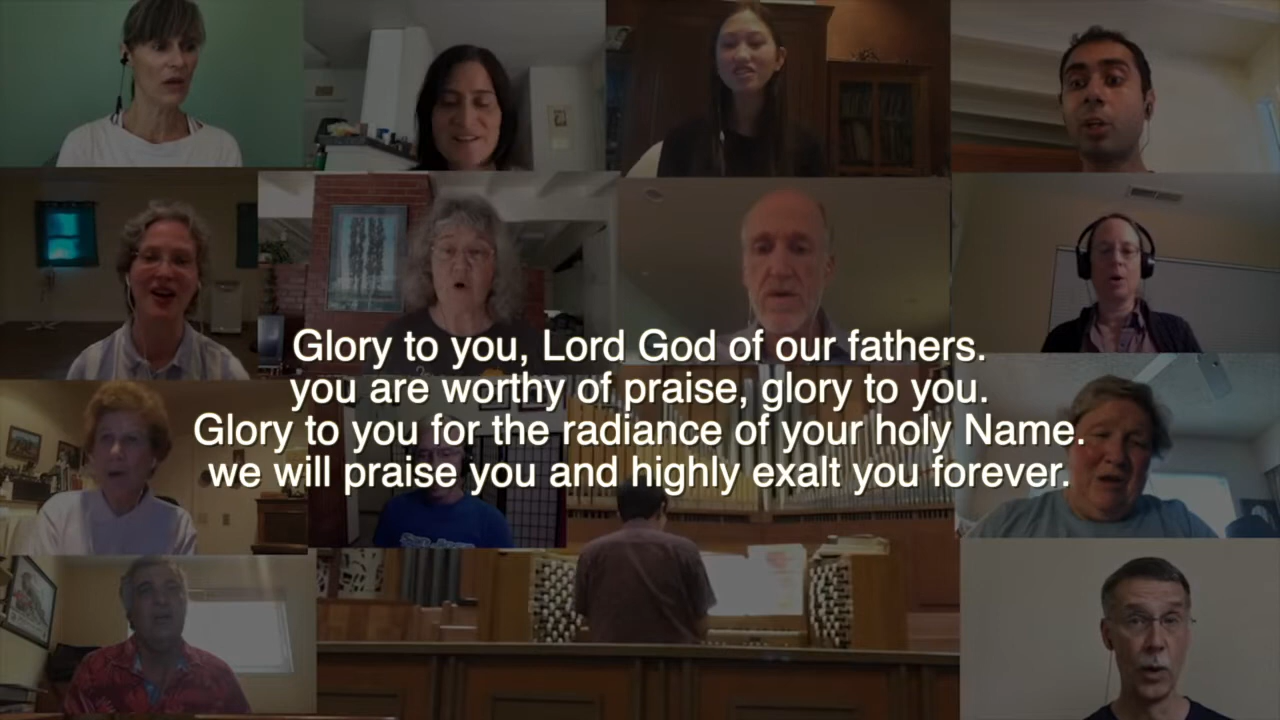 Glory to you, Lord God of our fathers.
you are worthy of praise, glory to you.
Glory to you for the radiance of your holy Name.
we will praise you and highly exalt you forever.